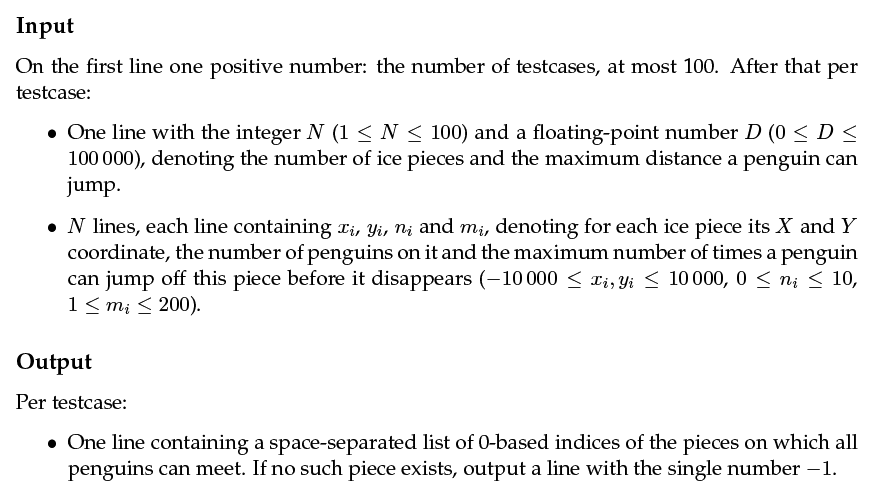 Input
On the first line one positive number: the number of testcases, at most 100. After that per
testcase:
• One line with the integer N (1 ≤ N ≤ 100) and a floating-point number D (0 ≤ D ≤
100 000), denoting the number of ice pieces and the maximum distance a penguin can
jump.
• N lines, each line containing xᵢ, yᵢ, nᵢ and mᵢ, denoting for each ice piece its X and Y
coordinate, the number of penguins on it and the maximum number of times a penguin
can jump off this piece before it disappears (−10 000 ≤ xᵢ, yᵢ ≤ 10 000, 0 ≤ nᵢ ≤ 10,
1 ≤ mᵢ ≤ 200).
Output
Per testcase:
• One line containing a space-separated list of 0-based indices of the pieces on which all
penguins can meet. If no such piece exists, output a line with the single number −1.